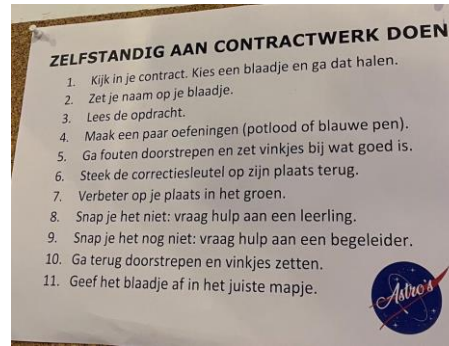 ZELFSTANDIG AAN CONTRACTWERK DOEN
1. Kijk in je contract. Kies een blaadje en ga dat halen.
2. Zet je naam op je blaadje.
3. Lees de opdracht.
4. Maak een paar oefeningen (potlood of blauwe pen).
5. Ga fouten doorstrepen en zet vinkjes bij wat goed is.
6. Steek de correctiesleutel op zijn plaats terug.
7. Verbeter op je plaats in het groen.
8. Snap je het niet: vraag hulp aan een leerling.
9. Snap je het nog niet: vraag hulp aan een begeleider.
10. Ga terug doorstrepen en vinkjes zetten.
11. Geef het blaadje af in het juiste mapje.
Astro's